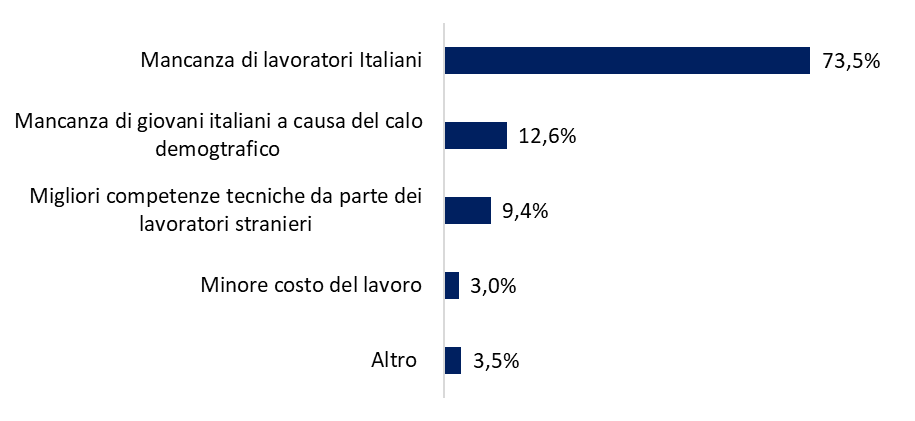 Mancanza di lavoratori Italiani
73,5%
Mancanza di giovani italiani a causa del calo
demogtrafico
12,6%
Migliori competenze tecniche da parte dei
lavoratori stranieri
9,4%
Minore costo del lavoro
3,0%
Altro
3,5%